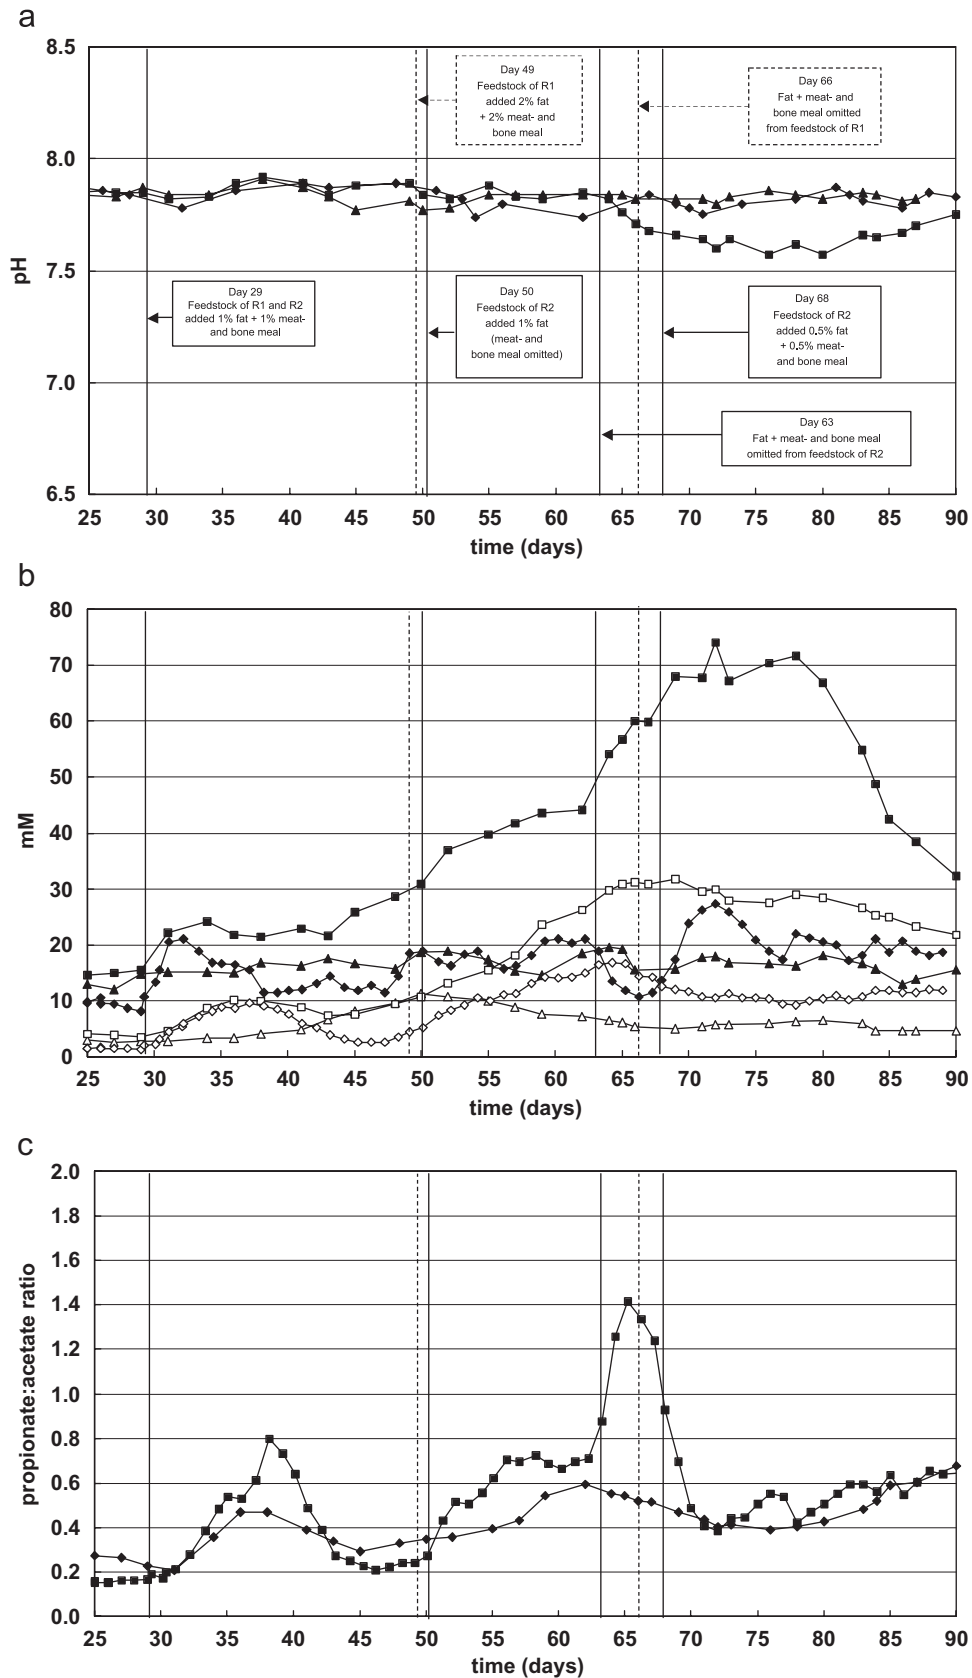 a
8.5
8.0
7.5
7.0
6.5
pH
Day 49
Feedstock of R1
added 2% fat
+ 2% meat- and
bone meal
Day 66
Fat + meat- and
bone meal omitted
from feedstock of R1
Day 29
Feedstock of R1 and R2
added 1% fat + 1% meat-
and bone meal
Day 50
Feedstock of R2
added 1% fat
(meat- and
bone meal omitted)
Day 68
Feedstock of R2
added 0.5% fat
+ 0.5% meat-
and bone meal
Day 63
Fat + meat- and bone meal
omitted from feedstock of R2
25 30 35 40 45 50 55 60 65 70 75 80 85 90
time (days)
b
80
70
60
50
40
30
20
10
0
mM
25 30 35 40 45 50 55 60 65 70 75 80 85 90
time (days)
c
2.0
1.8
1.6
1.4
1.2
1.0
0.8
0.6
0.4
0.2
0.0
propionate:acetate ratio
25 30 35 40 45 50 55 60 65 70 75 80 85 90
time (days)